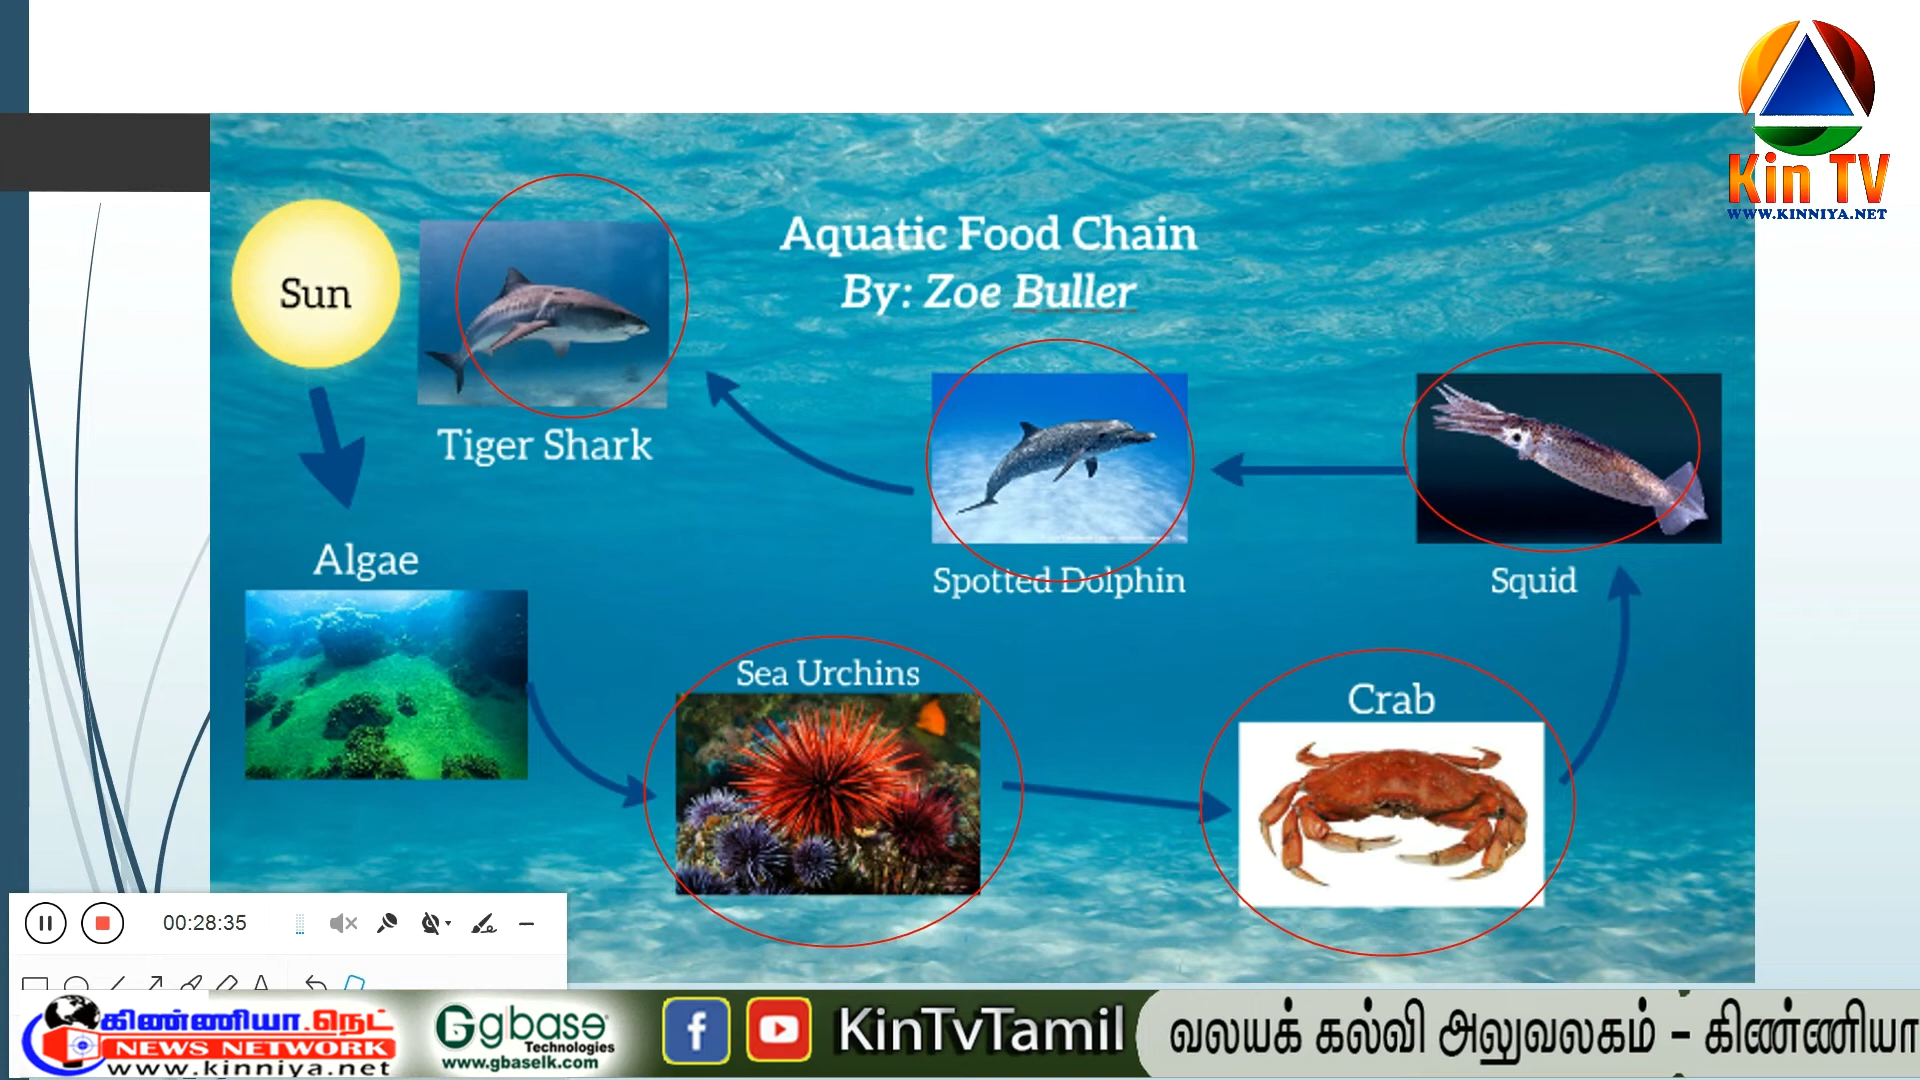 Kin TV
WWW.KINNIYA.NET
Aquatic Food Chain
By: Zoe Buller
Sun
Tiger Shark
Algae
Spotted Dolphin
Squid
Sea Urchins
Crab
00:28:35
கிண்ணியா.நெட்
NEWS NETWORK
www.kinniya.net
gbase
Technologies
www.gbaselk.com
KinTvTamil
வலயக் கல்வி அலுவலகம் – கிண்ணியா